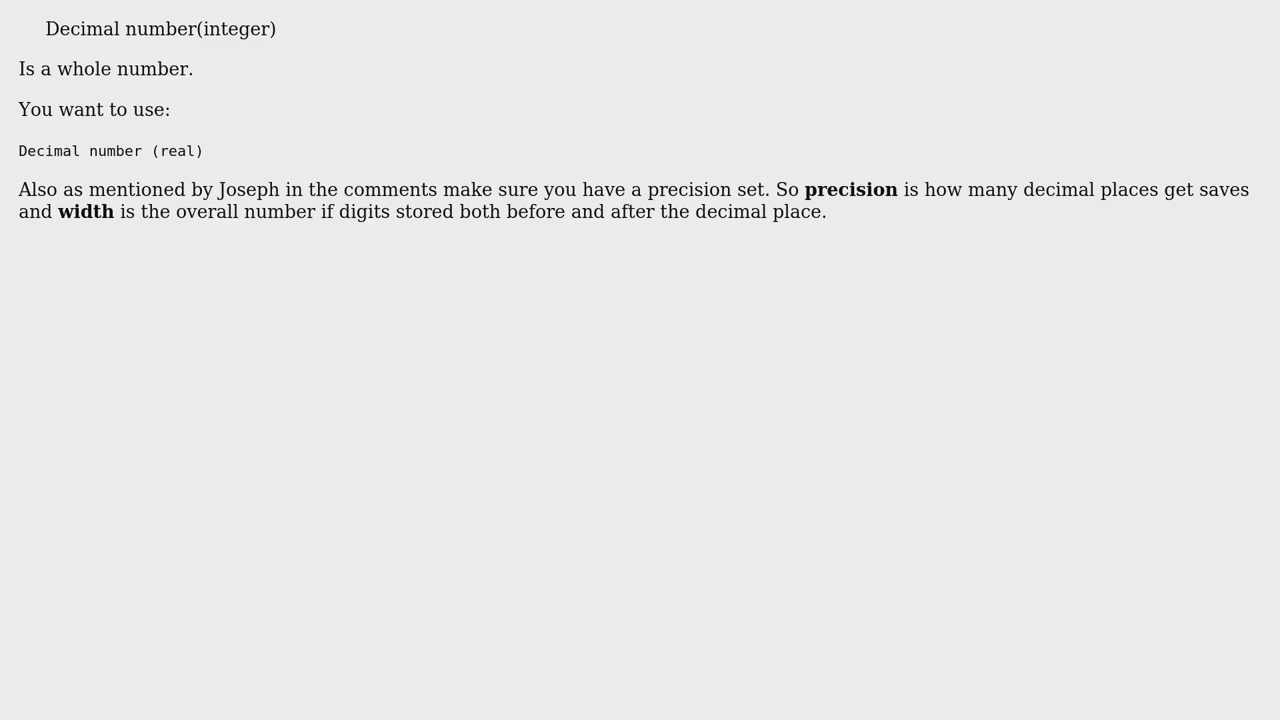 Decimal number(integer)
Is a whole number.
You want to use:
Decimal number (real)
Also as mentioned by Joseph in the comments make sure you have a precision set. So precision is how many decimal places get saves
and width is the overall number if digits stored both before and after the decimal place.